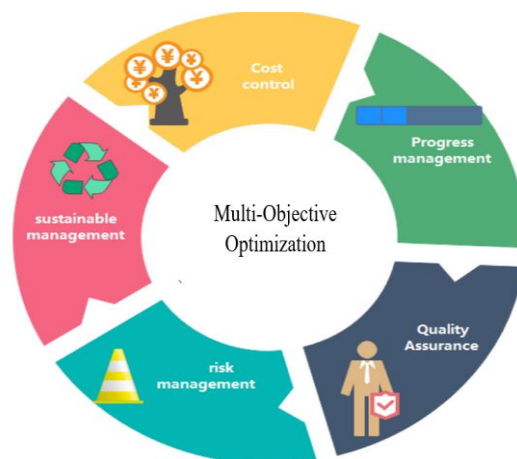 Cost
control
Progress
management
Quality
Assurance
risk
management
sustainable
management
Multi-Objective
Optimization